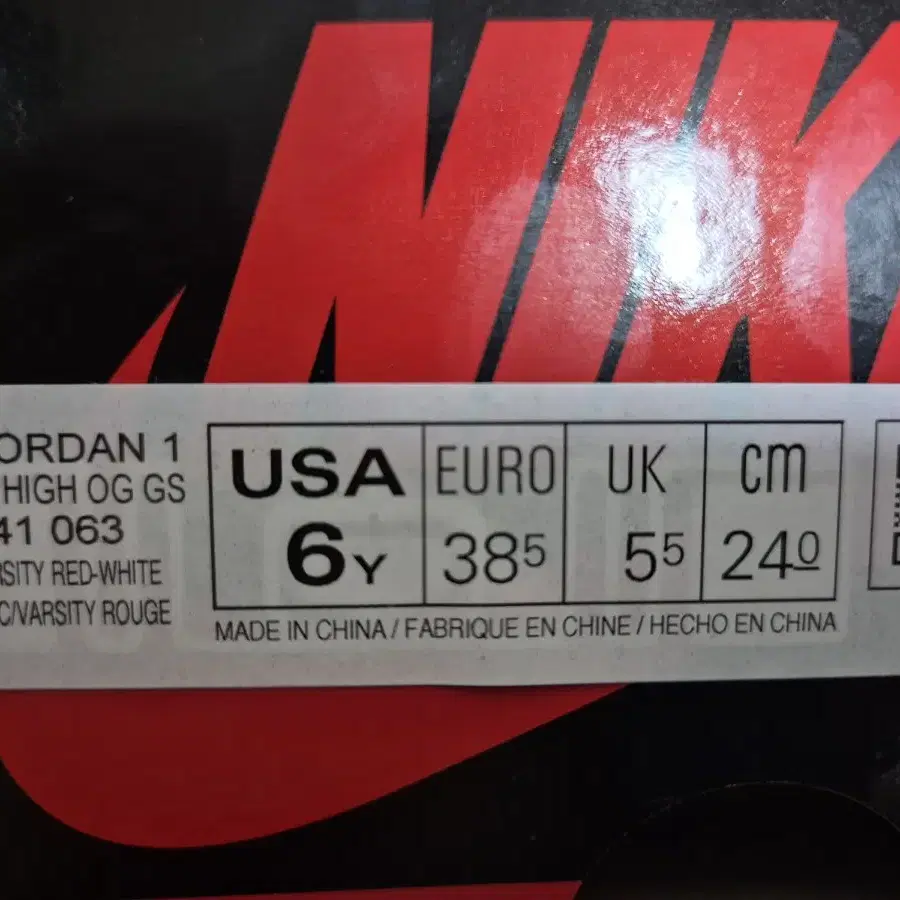 NIK
ORDAN 1
HIGH OG GS
41 063
RSITY RED-WHITE
C/VARSITY ROUGE
USA EURO UK cm
6Y 38⁵ 5⁵ 24⁰
MADE IN CHINA / FABRIQUE EN CHINE / HECHO EN CHINA